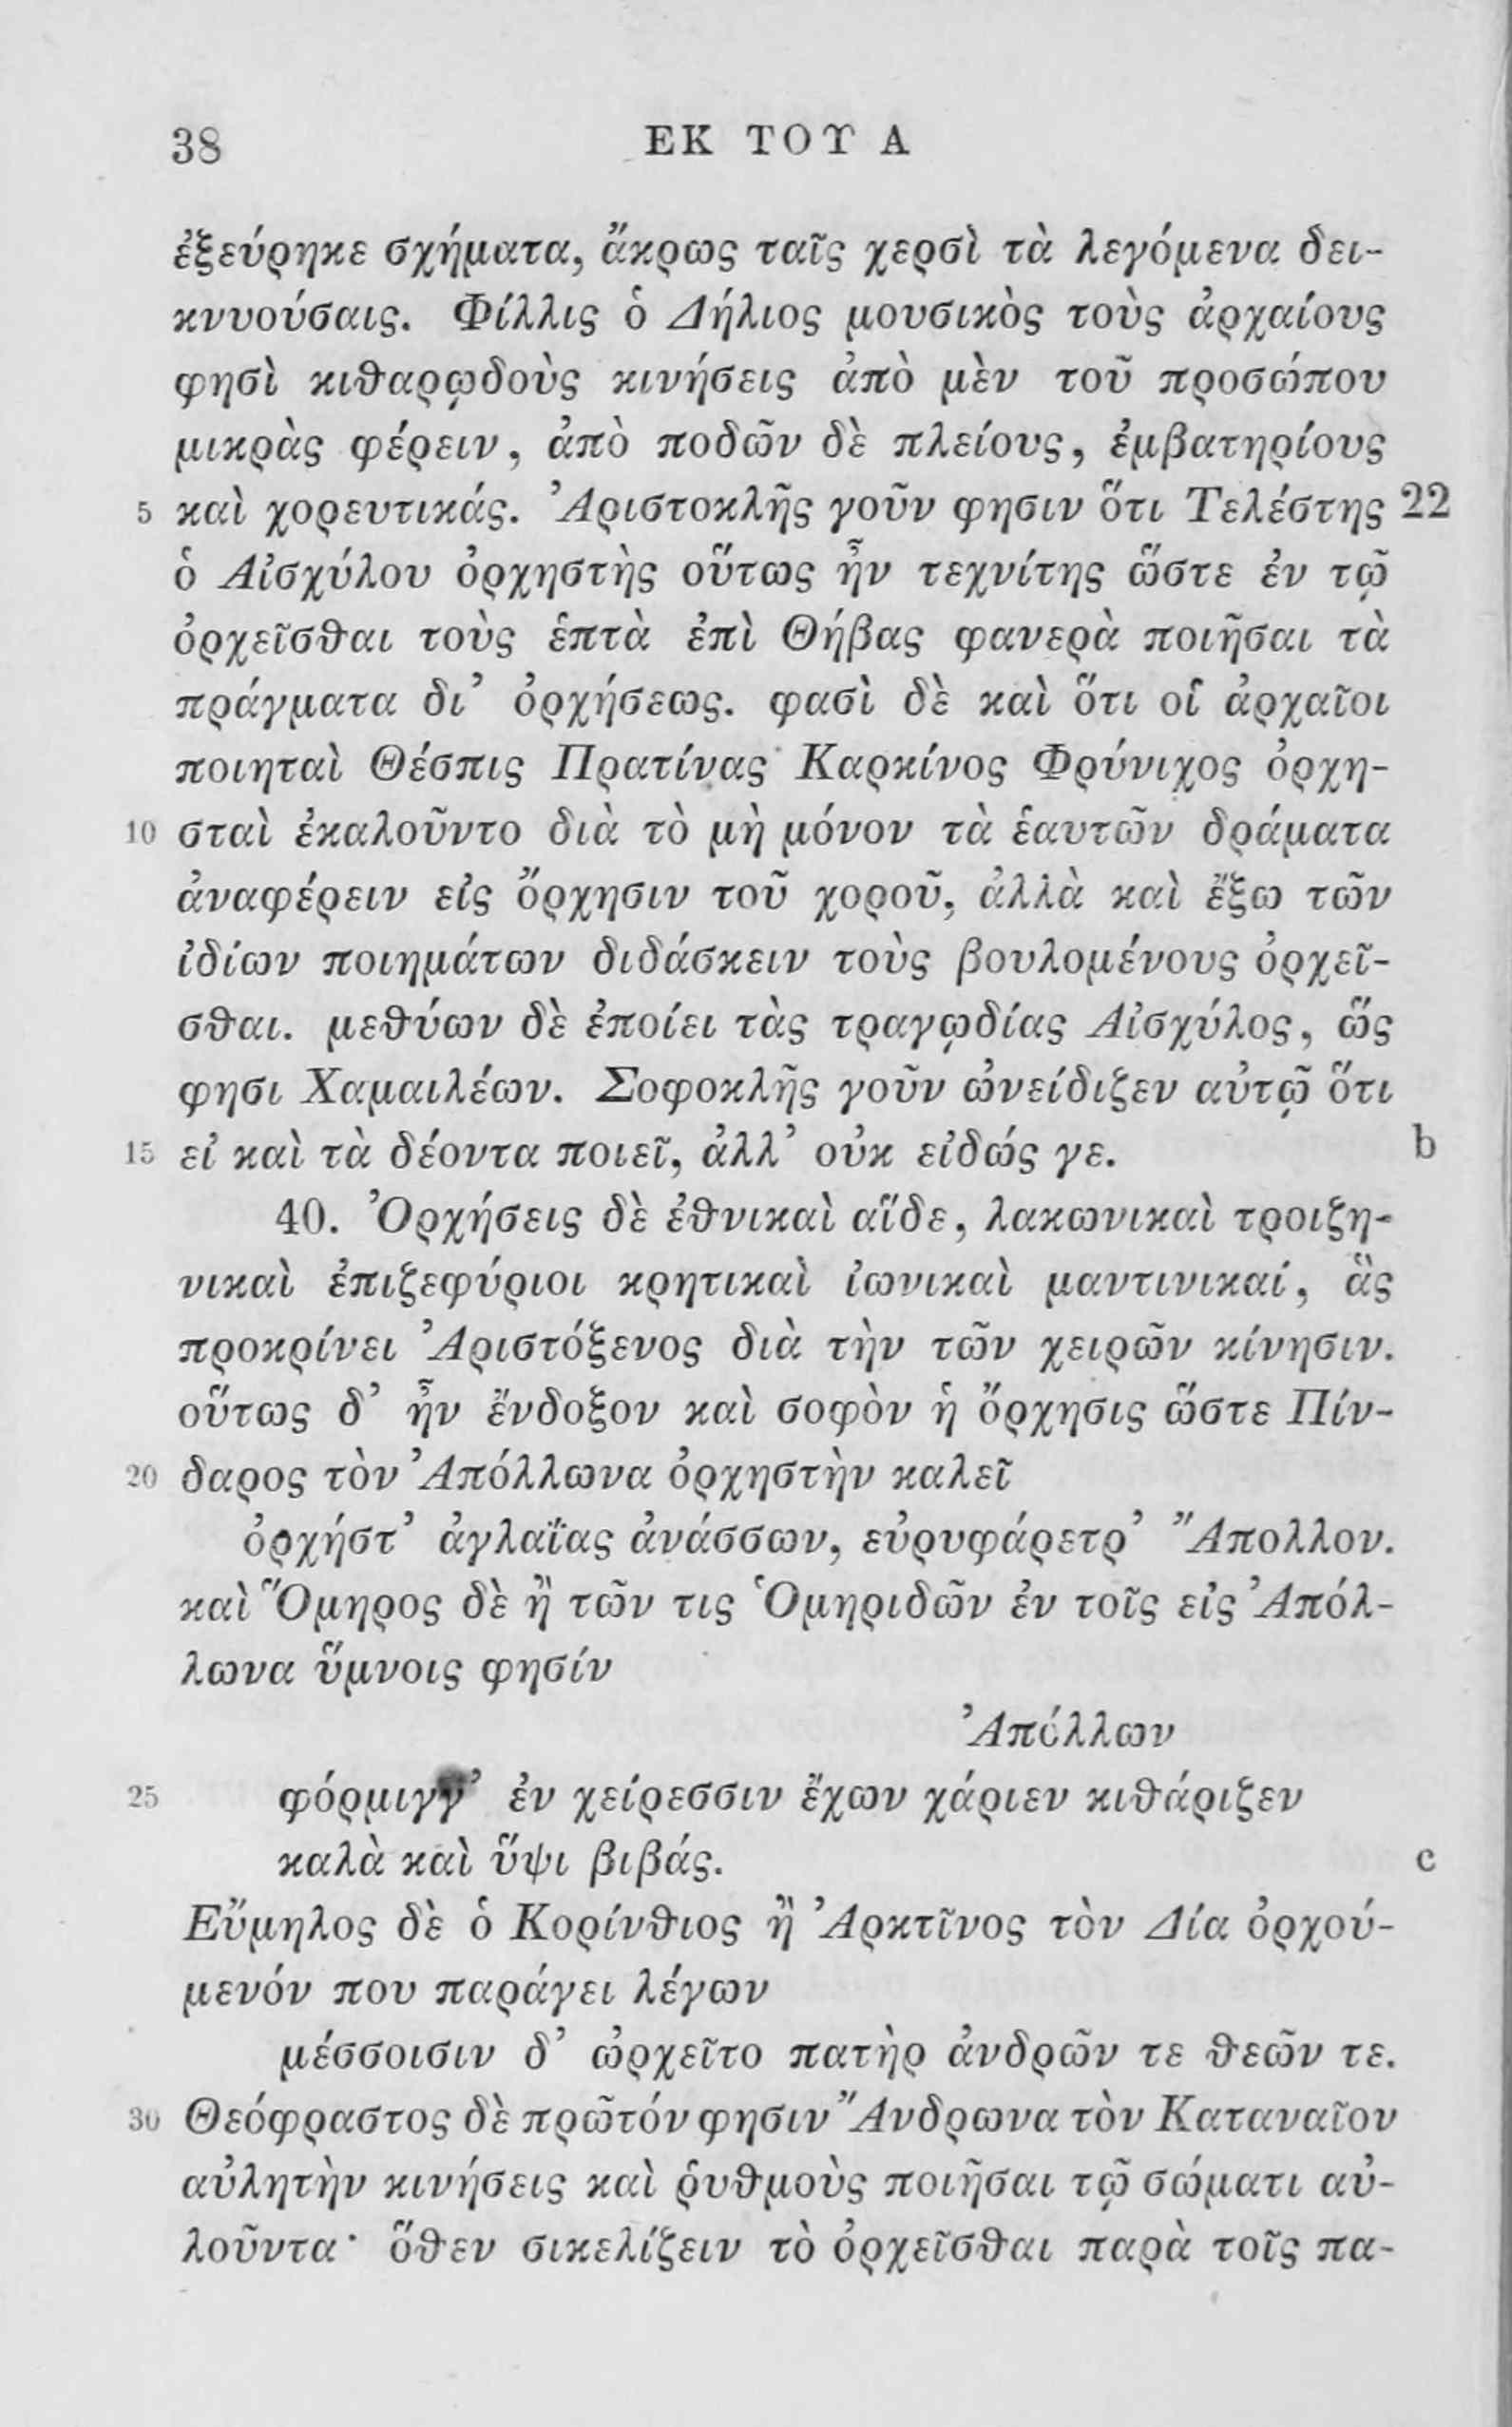 38 ΕΚ ΤΟΥ Α
ἐξεύρηκε σχήματα, ἄκρως ταῖς χερσὶ τὰ λεγόμενα δει-
κνυούσαις. Φίλλις ὁ Δήλιος μουσικὸς τοὺς ἀρχαίους
φησὶ κιθαρῳδοὺς κινήσεις ἀπὸ μὲν τοῦ προσώπου
μικρὰς φέρειν, ἀπὸ ποδῶν δὲ πλείους, ἐμβατηρίους
5 καὶ χορευτικάς. Ἀριστοκλῆς γοῦν φησιν ὅτι Τελέστης 22
ὁ Αἰσχύλου ὀρχηστὴς οὕτως ἦν τεχνίτης ὥστε ἐν τῷ
ὀρχεῖσθαι τοὺς ἑπτὰ ἐπὶ Θήβας φανερὰ ποιῆσαι τὰ
πράγματα δι’ ὀρχήσεως. φασὶ δὲ καὶ ὅτι οἱ ἀρχαῖοι
ποιηταὶ Θέσπις Πρατίνας Καρκίνος Φρύνιχος ὀρχη-
10 σταὶ ἐκαλοῦντο διὰ τὸ μὴ μόνον τὰ ἑαυτῶν δράματα
ἀναφέρειν εἰς ὄρχησιν τοῦ χοροῦ, ἀλλὰ καὶ ἔξω τῶν
ἰδίων ποιημάτων διδάσκειν τοὺς βουλομένους ὀρχεῖ-
σθαι. μεθύων δὲ ἐποίει τὰς τραγῳδίας Αἰσχύλος, ὥς
φησι Χαμαιλέων. Σοφοκλῆς γοῦν ὠνείδιζεν αὐτῷ ὅτι
15 εἰ καὶ τὰ δέοντα ποιεῖ, ἀλλ’ οὐκ εἰδώς γε. b
40. Ὀρχήσεις δὲ ἐθνικαὶ αἵδε, λακωνικαὶ τροιζη-
νικαὶ ἐπιζεφύριοι κρητικαὶ ἰωνικαὶ μαντινικαί, ἃς
προκρίνει Ἀριστόξενος διὰ τὴν τῶν χειρῶν κίνησιν.
οὕτως δ’ ἦν ἔνδοξον καὶ σοφὸν ἡ ὄρχησις ὥστε Πίν-
20 δαρος τὸν Ἀπόλλωνα ὀρχηστὴν καλεῖ
ὀρχήστ’ ἀγλαΐας ἀνάσσων, εὐρυφάρετρ’ Ἄπολλον.
καὶ Ὅμηρος δὲ ἢ τῶν τις Ὁμηριδῶν ἐν τοῖς εἰς Ἀπόλ-
λωνα ὕμνοις φησίν
Ἀπόλλων
25 φόρμιγγ’ ἐν χείρεσσιν ἔχων χάριεν κιθάριζεν
καλὰ καὶ ὕψι βιβάς. c
Εὔμηλος δὲ ὁ Κορίνθιος ἢ Ἀρκτῖνος τὸν Δία ὀρχού-
μενόν που παράγει λέγων
μέσσοισιν δ’ ὠρχεῖτο πατὴρ ἀνδρῶν τε θεῶν τε.
30 Θεόφραστος δὲ πρῶτόν φησιν Ἄνδρωνα τὸν Καταναῖον
αὐλητὴν κινήσεις καὶ ῥυθμοὺς ποιῆσαι τῷ σώματι αὐ-
λοῦντα· ὅθεν σικελίζειν τὸ ὀρχεῖσθαι παρὰ τοῖς πα-